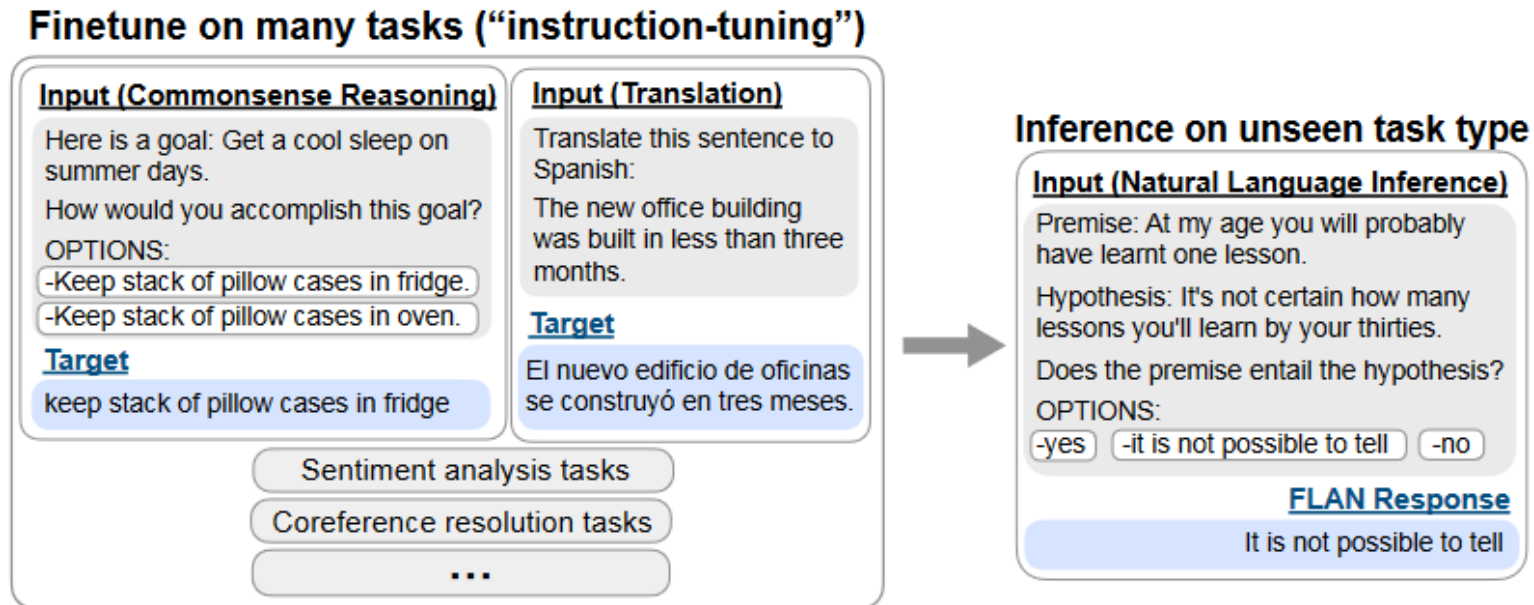 Finetune on many tasks (“instruction-tuning”)
Input (Commonsense Reasoning)
Here is a goal: Get a cool sleep on
summer days.
How would you accomplish this goal?
OPTIONS:
-Keep stack of pillow cases in fridge.
-Keep stack of pillow cases in oven.
Target
keep stack of pillow cases in fridge
Input (Translation)
Translate this sentence to
Spanish:
The new office building
was built in less than three
months.
Target
El nuevo edificio de oficinas
se construyó en tres meses.
Sentiment analysis tasks
Coreference resolution tasks
...
Inference on unseen task type
Input (Natural Language Inference)
Premise: At my age you will probably
have learnt one lesson.
Hypothesis: It's not certain how many
lessons you'll learn by your thirties.
Does the premise entail the hypothesis?
OPTIONS:
-yes -it is not possible to tell -no
FLAN Response
It is not possible to tell